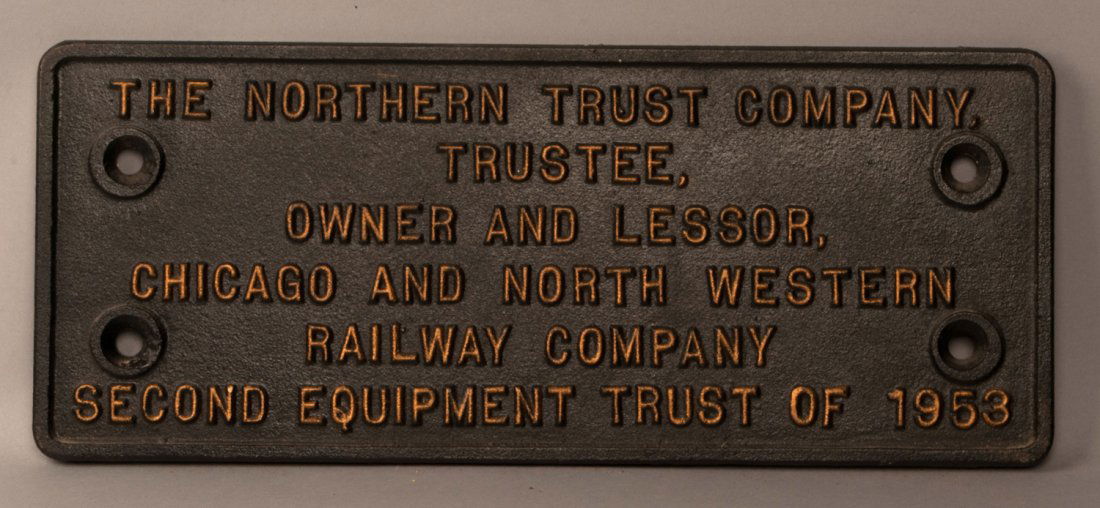 THE NORTHERN TRUST COMPANY,
TRUSTEE,
OWNER AND LESSOR,
CHICAGO AND NORTH WESTERN
RAILWAY COMPANY
SECOND EQUIPMENT TRUST OF 1953